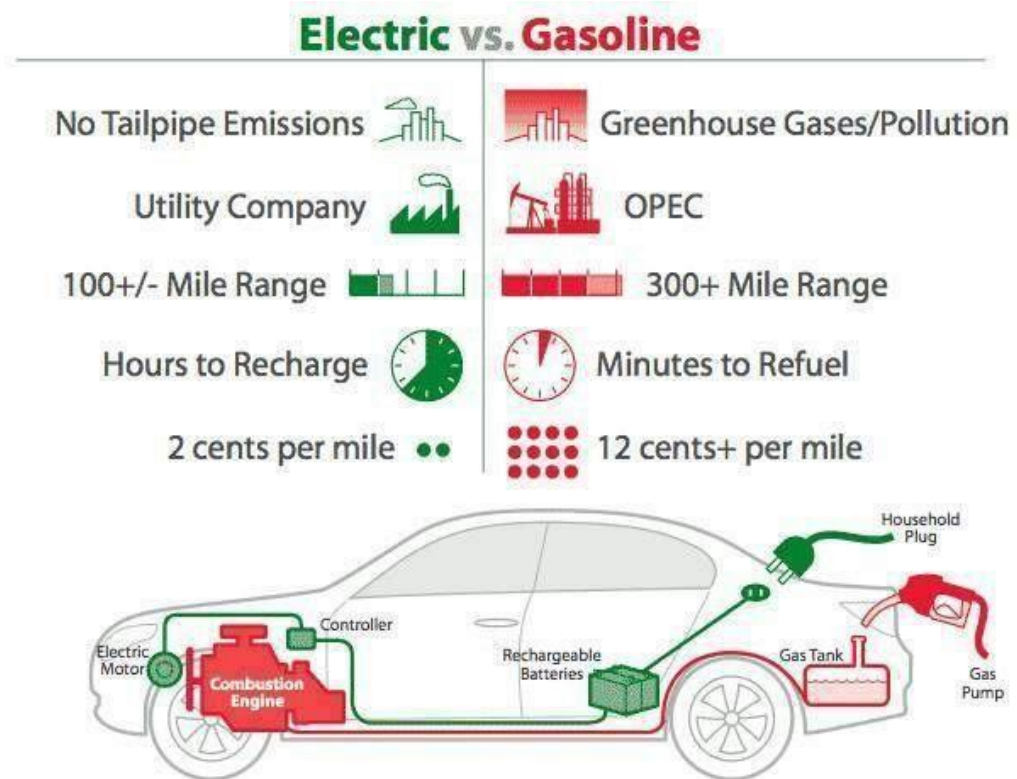 Electric vs. Gasoline
No Tailpipe Emissions
Greenhouse Gases/Pollution
Utility Company
OPEC
100+/- Mile Range
300+ Mile Range
Hours to Recharge
Minutes to Refuel
2 cents per mile
12 cents+ per mile
Household
Plug
Controller
Electric
Motor
Combustion
Engine
Rechargeable
Batteries
Gas Tank
Gas
Pump